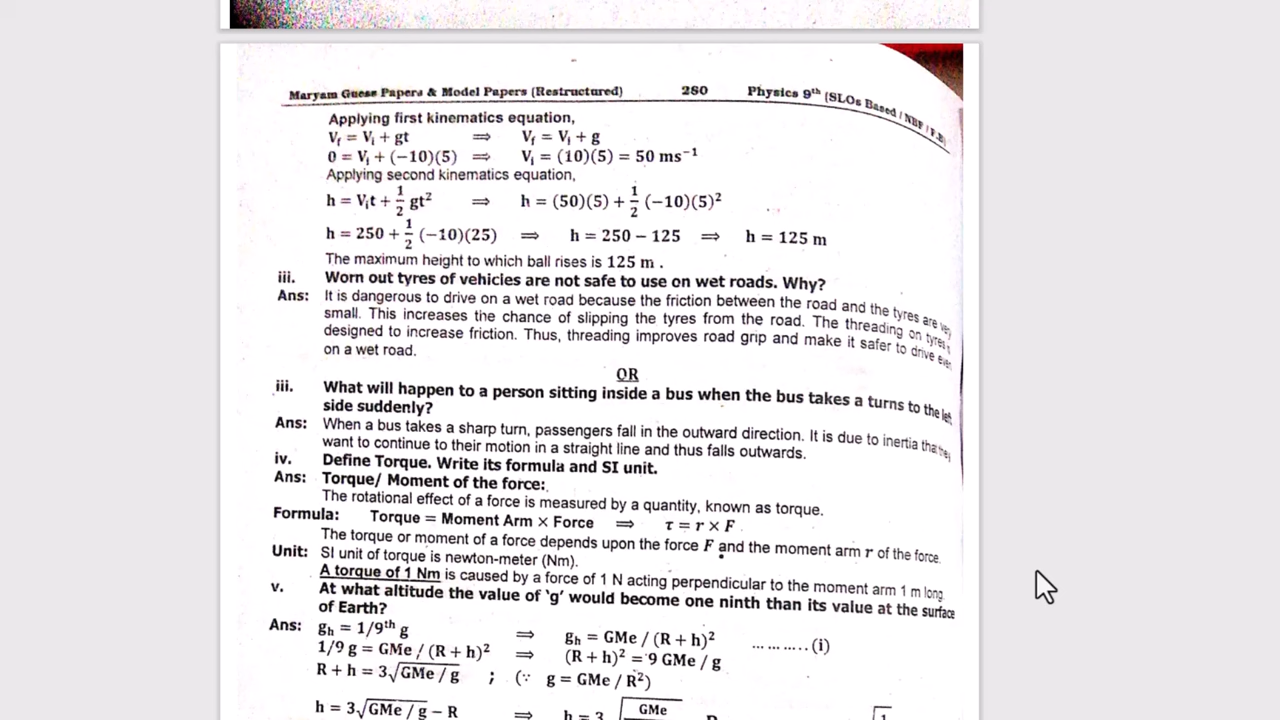 Maryam Guess Papers & Model Papers (Restructured) 280 Physics 9th (SLOs Based / NBF / F.B)
Applying first kinematics equation,
Vf = Vi + gt ⇒ Vf = Vi + g
0 = Vi + (−10)(5) ⇒ Vi = (10)(5) = 50 ms−1
Applying second kinematics equation,
h = Vit + 1/2 gt2 ⇒ h = (50)(5) + 1/2 (−10)(5)2
h = 250 + 1/2 (−10)(25) ⇒ h = 250 − 125 ⇒ h = 125 m
The maximum height to which ball rises is 125 m .
iii. Worn out tyres of vehicies are not safe to use on wet roads. Why?
Ans: It is dangerous to drive on a wet road because the friction between the road and the tyres are very
small. This increases the chance of slipping the tyres from the road. The threading on tyres
designed to increase friction. Thus, threading improves road grip and make it safer to drive even
on a wet road.
OR
iii. What will happen to a person sitting inside a bus when the bus takes a turns to the left
side suddenly?
Ans: When a bus takes a sharp turn, passengers fall in the outward direction. It is due to inertia that they
want to continue to their motion in a straight line and thus falls outwards.
iv. Define Torque. Write its formula and SI unit.
Ans: Torque/ Moment of the force:
The rotational effect of a force is measured by a quantity, known as torque.
Formula: Torque = Moment Arm × Force ⇒ τ = r × F
The torque or moment of a force depends upon the force F and the moment arm r of the force.
Unit: SI unit of torque is newton-meter (Nm).
A torque of 1 Nm is caused by a force of 1 N acting perpendicular to the moment arm 1 m long.
v. At what altitude the value of ‘g’ would become one ninth than its value at the surface
of Earth?
Ans: gh = 1/9th g ⇒ gh = GMe / (R + h)2 ... ... .... (i)
1/9 g = GMe / (R + h)2 ⇒ (R + h)2 = 9 GMe / g
R + h = 3√GMe / g ; (∵ g = GMe / R2)
h = 3√GMe / g − R ⇒ h = 3 √GMe